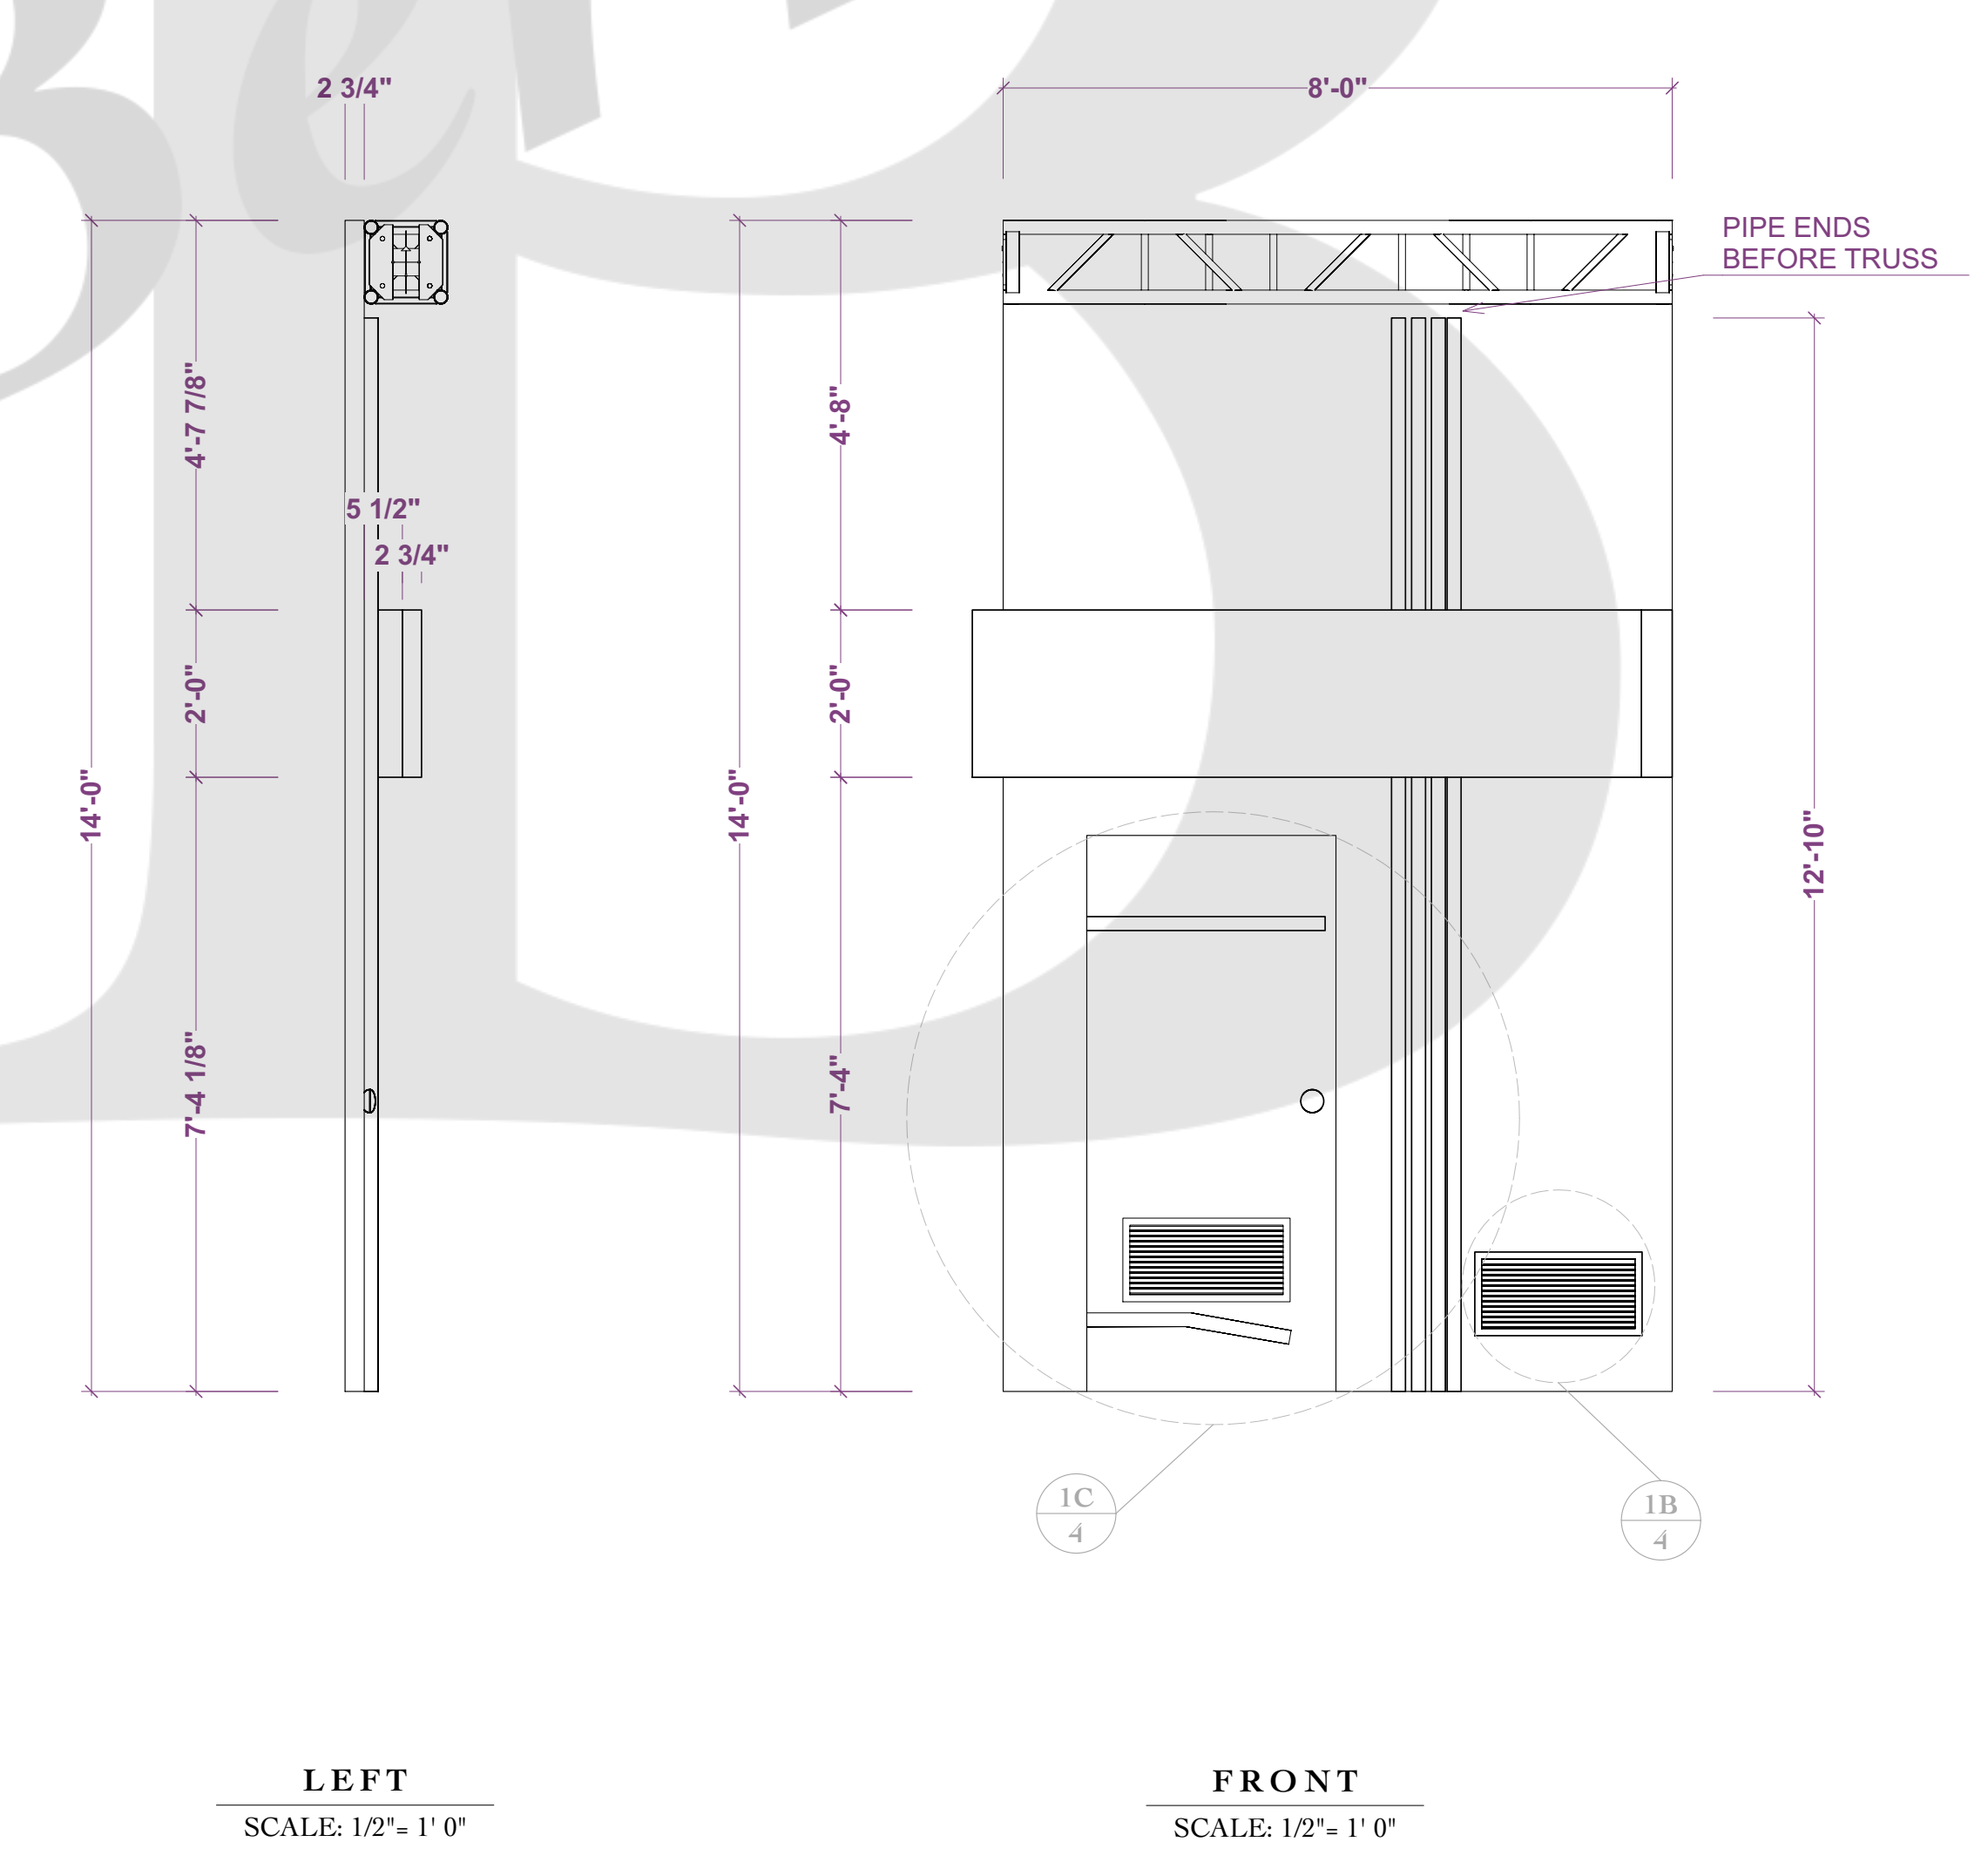 2 3/4"
8'-0"
PIPE ENDS
BEFORE TRUSS
4'-7 7/8"
4'-8"
5 1/2"
2 3/4"
2'-0"
2'-0"
14'-0"
14'-0"
12'-10"
7'-4 1/8"
7'-4"
1C
4
1B
4
LEFT
SCALE: 1/2"= 1' 0"
FRONT
SCALE: 1/2"= 1' 0"